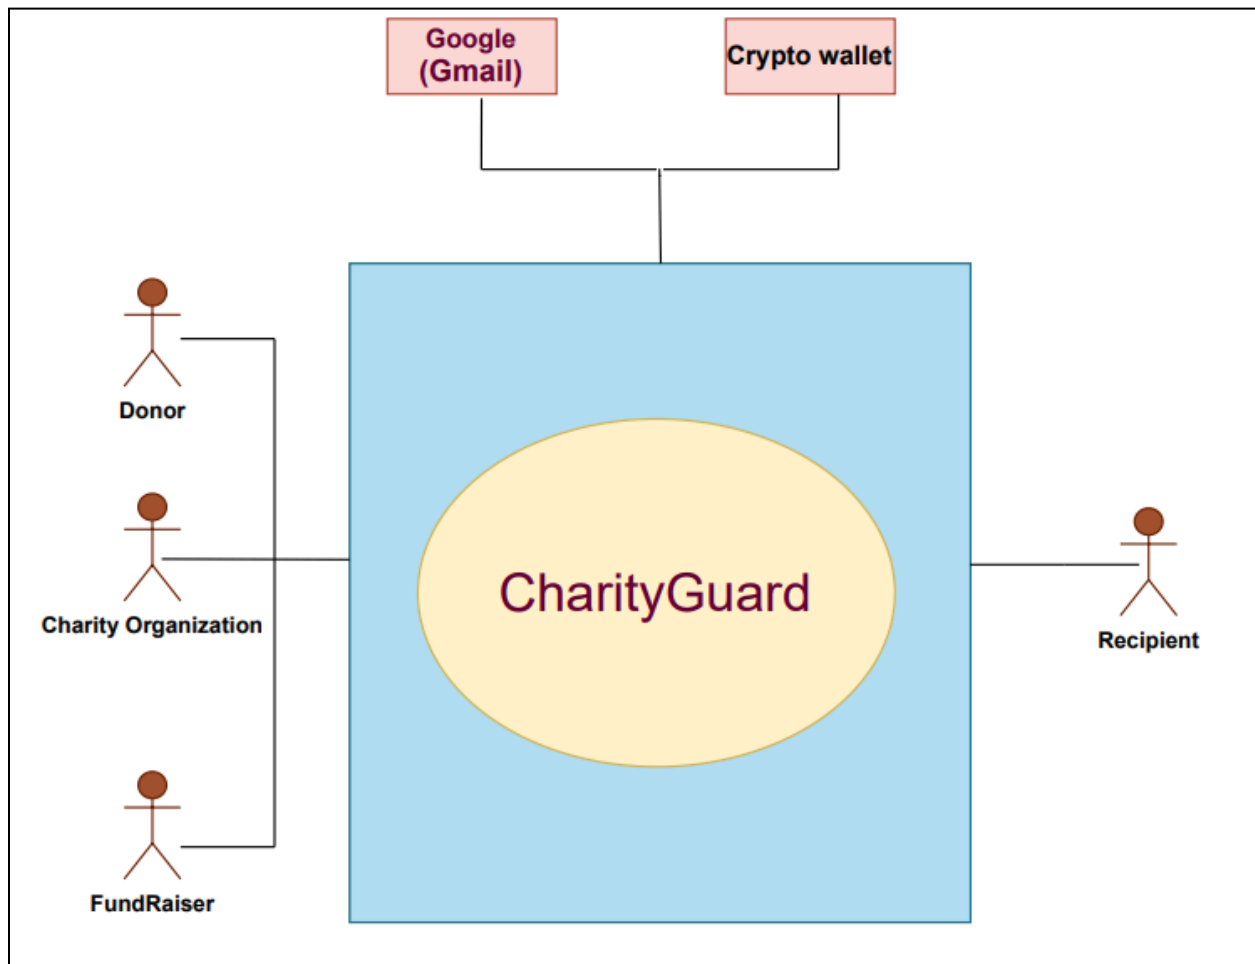 Google
(Gmail)
Crypto wallet
Donor
Charity Organization
CharityGuard
Recipient
FundRaiser